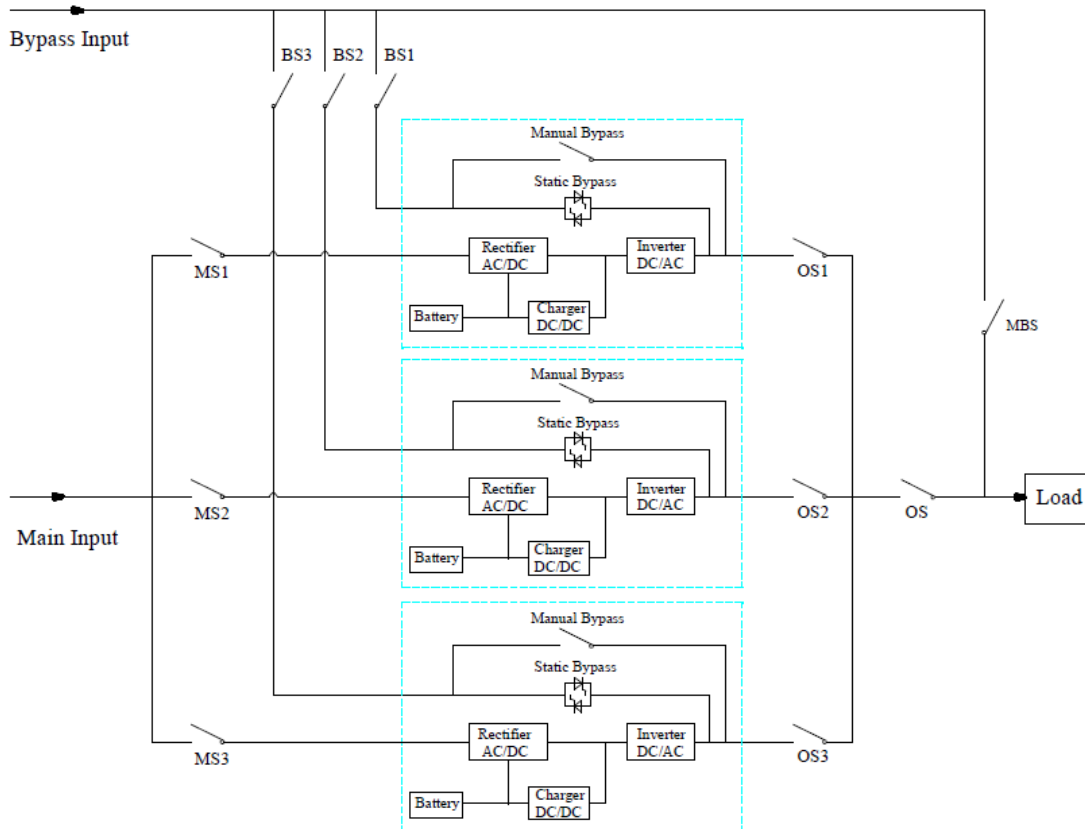 Bypass Input
BS3
BS2
BS1
Manual Bypass
Static Bypass
Rectifier
AC/DC
Inverter
DC/AC
MS1
OS1
Battery
Charger
DC/DC
MBS
Manual Bypass
Static Bypass
Rectifier
AC/DC
Inverter
DC/AC
Load
MS2
OS2
OS
Main Input
Battery
Charger
DC/DC
Manual Bypass
Static Bypass
Rectifier
AC/DC
Inverter
DC/AC
MS3
OS3
Battery
Charger
DC/DC